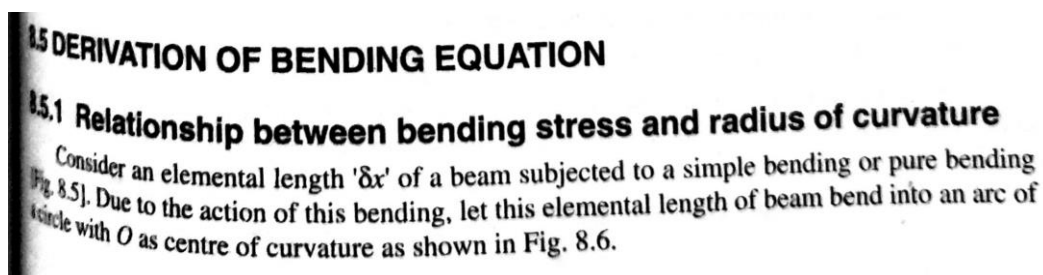 8.5 DERIVATION OF BENDING EQUATION
8.5.1 Relationship between bending stress and radius of curvature
Consider an elemental length 'δx' of a beam subjected to a simple bending or pure bending
[Fig. 8.5]. Due to the action of this bending, let this elemental length of beam bend into an arc of
a circle with O as centre of curvature as shown in Fig. 8.6.